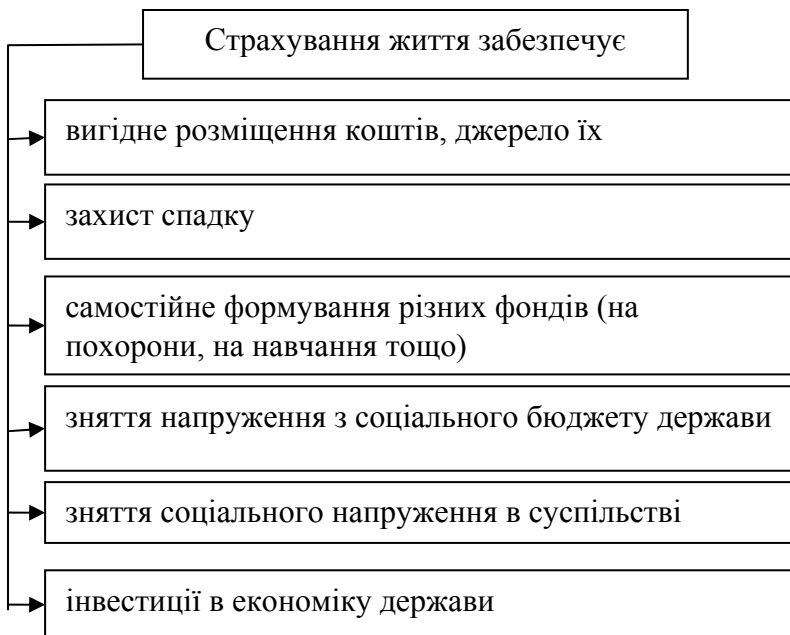 Страхування життя забезпечує
вигідне розміщення коштів, джерело їх
захист спадку
самостійне формування різних фондів (на
похорони, на навчання тощо)
зняття напруження з соціального бюджету держави
зняття соціального напруження в суспільстві
інвестиції в економіку держави